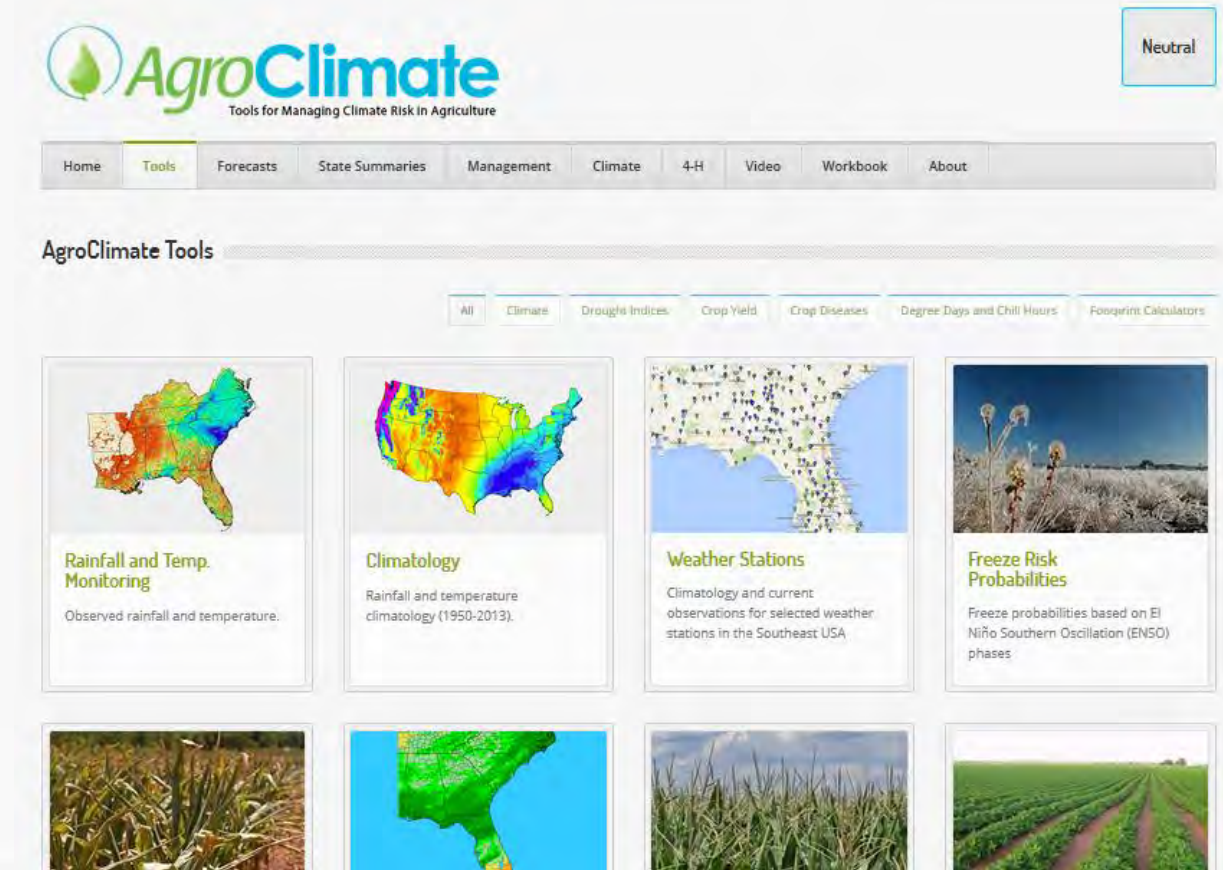 AgroClimate
Tools for Managing Climate Risk in Agriculture
Neutral
Home Tools Forecasts State Summaries Management Climate 4-H Video Workbook About
AgroClimate Tools
All Climate Drought Indices Crop Yield Crop Diseases Degree Days and Chill Hours Footprint Calculators
Rainfall and Temp.
Monitoring
Observed rainfall and temperature.
Climatology
Rainfall and temperature
climatology (1950-2013).
Weather Stations
Climatology and current
observations for selected weather
stations in the Southeast USA
Freeze Risk
Probabilities
Freeze probabilities based on El
Niño Southern Oscillation (ENSO)
phases